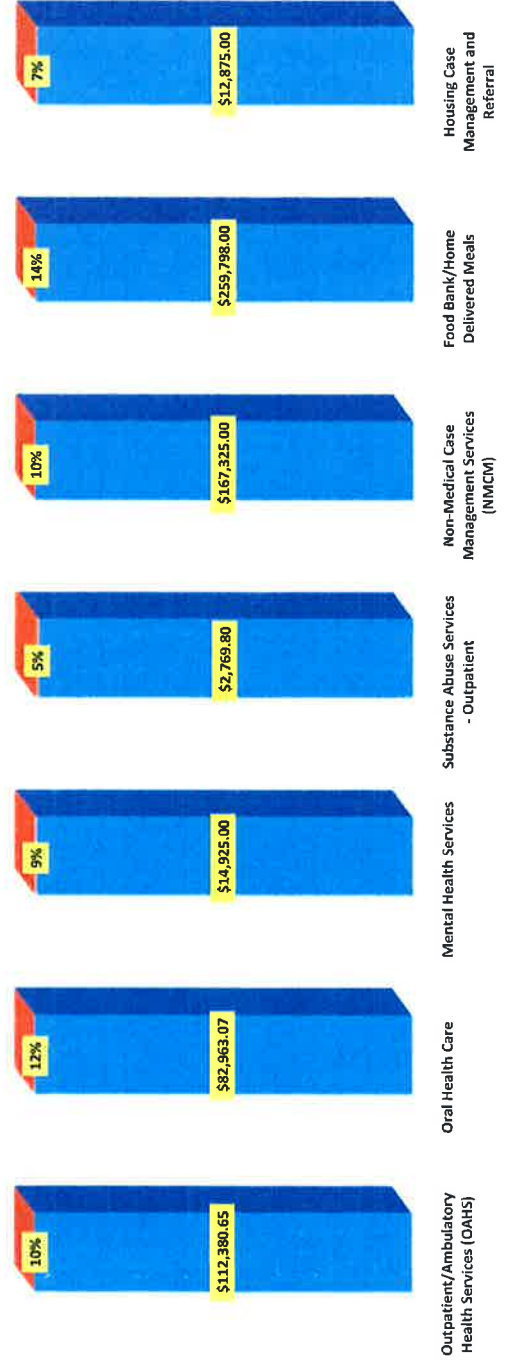 10%
$112,380.65
Outpatient/Ambulatory
Health Services (OAHS)
12%
$82,963.07
Oral Health Care
9%
$14,925.00
Mental Health Services
5%
$2,769.80
Substance Abuse Services
- Outpatient
10%
$167,325.00
Non-Medical Case
Management Services
(NMCM)
14%
$259,798.00
Food Bank/Home
Delivered Meals
7%
$12,875.00
Housing Case
Management and
Referral